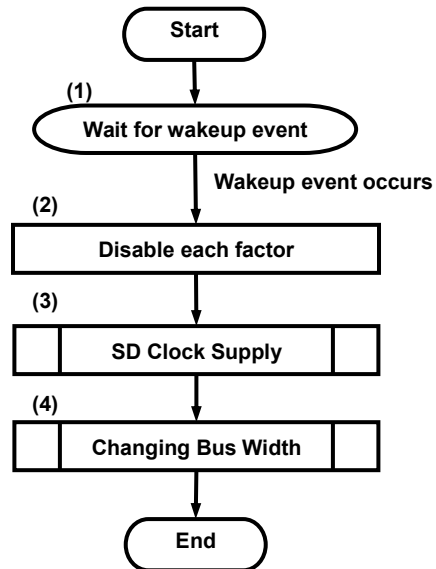 Start
(1)
Wait for wakeup event
Wakeup event occurs
(2)
Disable each factor
(3)
SD Clock Supply
(4)
Changing Bus Width
End